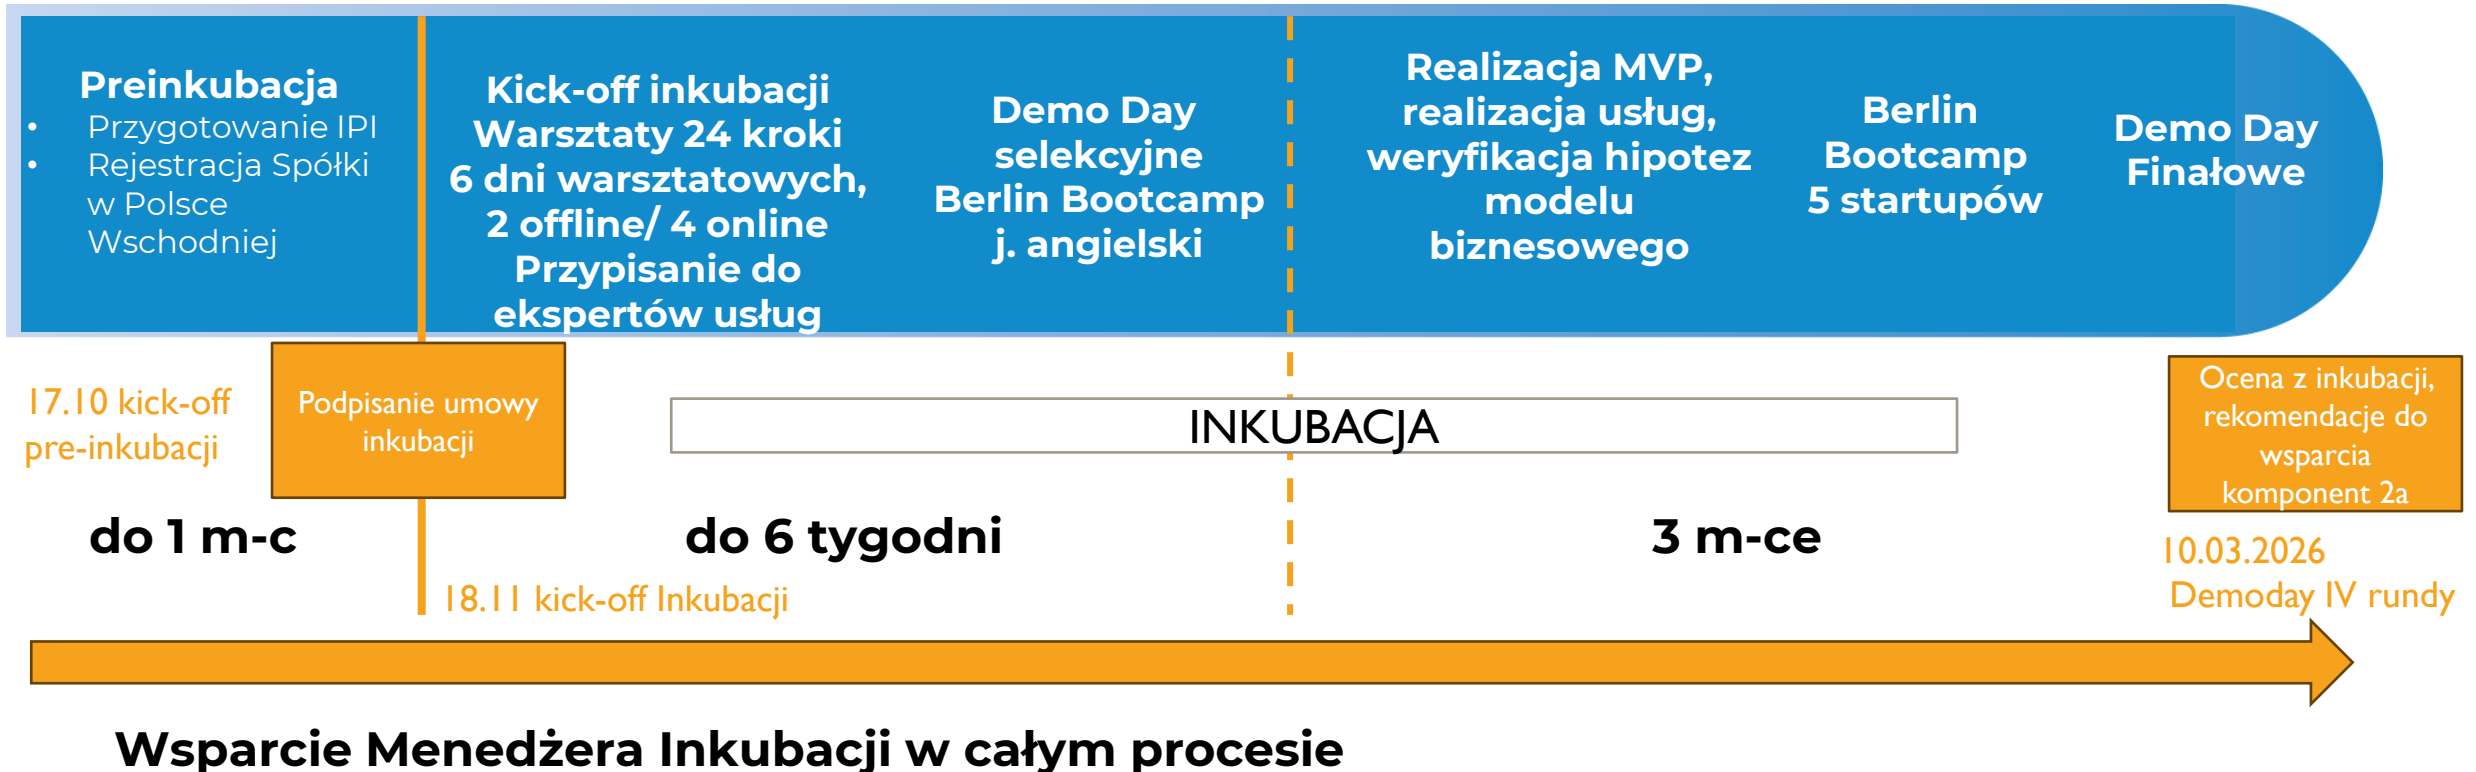 Preinkubacja
• Przygotowanie IPI
• Rejestracja Spółki
w Polsce
Wschodniej
Kick-off inkubacji
Warsztaty 24 kroki
6 dni warsztatowych,
2 offline/ 4 online
Przypisanie do
ekspertów usług
Demo Day
selekcyjne
Berlin Bootcamp
j. angielski
Realizacja MVP,
realizacja usług,
weryfikacja hipotez
modelu
biznesowego
Berlin
Bootcamp
5 startupów
Demo Day
Finałowe
17.10 kick-off
pre-inkubacji
Podpisanie umowy
inkubacji
INKUBACJA
Ocena z inkubacji,
rekomendacje do
wsparcia
komponent 2a
do 1 m-c
do 6 tygodni
3 m-ce
18.11 kick-off Inkubacji
10.03.2026
Demoday IV rundy
Wsparcie Menedżera Inkubacji w całym procesie